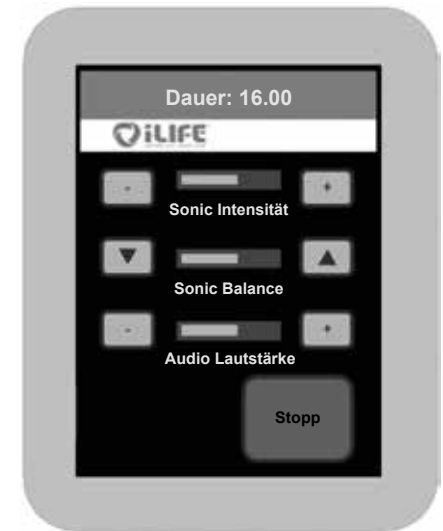 Dauer: 16.00
iLIFE
- +
Sonic Intensität
▼ ▲
Sonic Balance
- +
Audio Lautstärke
Stopp